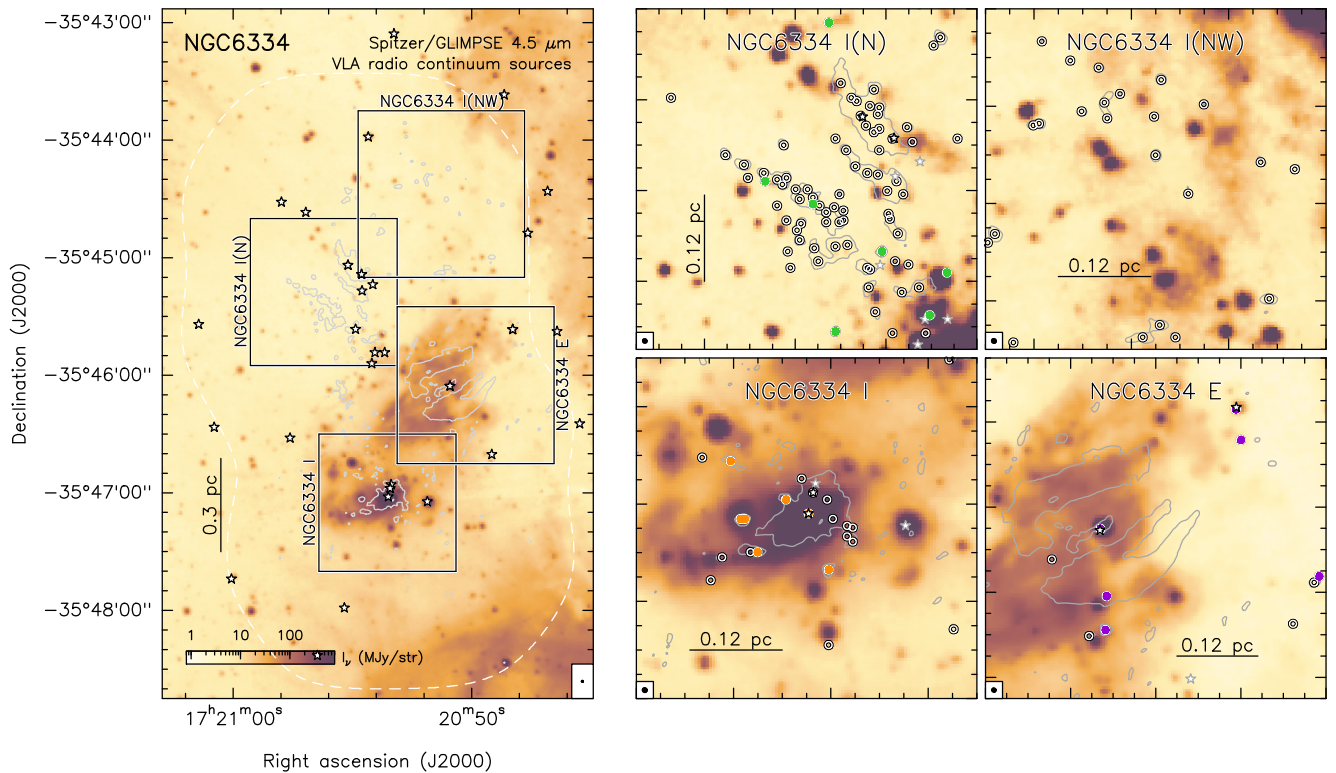 NGC6334
Spitzer/GLIMPSE 4.5 μm
VLA radio continuum sources
NGC6334 I(NW)
NGC6334 I(N)
NGC6334 E
NGC6334 I
0.3 pc
1 10 100
Iν (MJy/str)
−35°43'00''
−35°44'00''
−35°45'00''
−35°46'00''
−35°47'00''
−35°48'00''
Declination (J2000)
17ʰ21ᵐ00ˢ
20ᵐ50ˢ
Right ascension (J2000)
NGC6334 I(N)
0.12 pc
NGC6334 I(NW)
0.12 pc
NGC6334 I
0.12 pc
NGC6334 E
0.12 pc